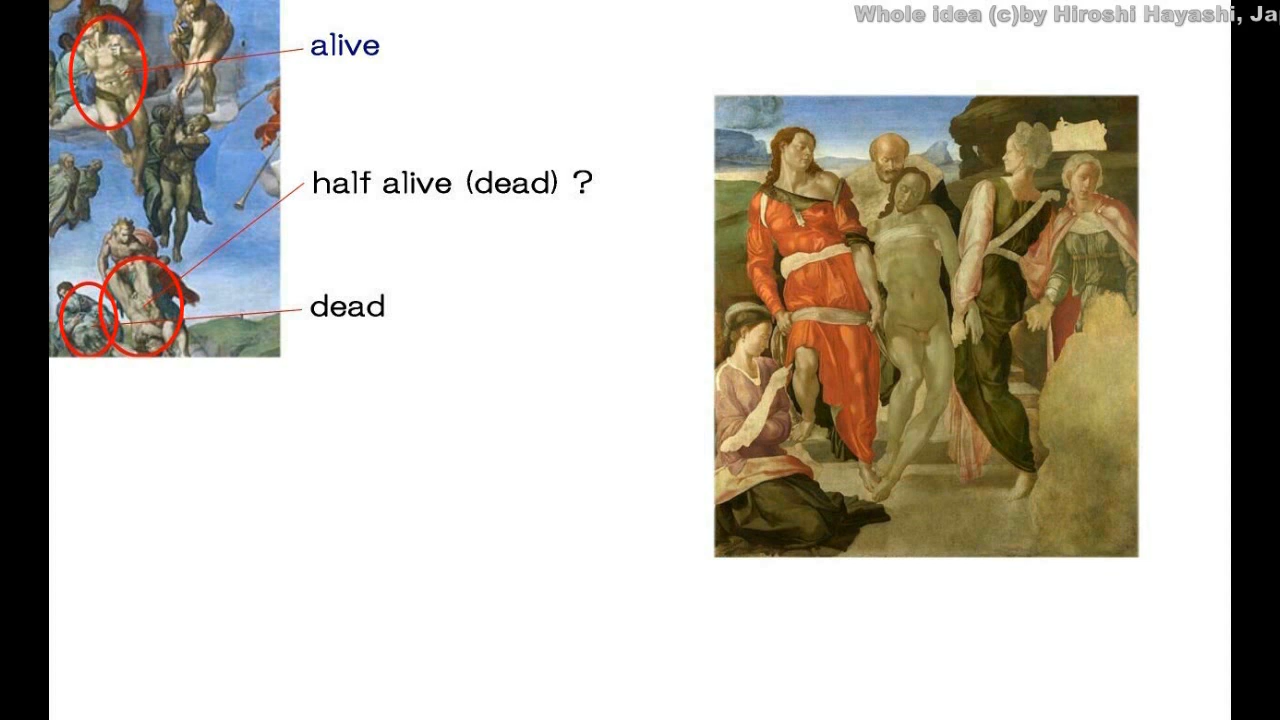 Whole idea (c)by Hiroshi Hayashi, Ja
alive
half alive (dead) ?
dead